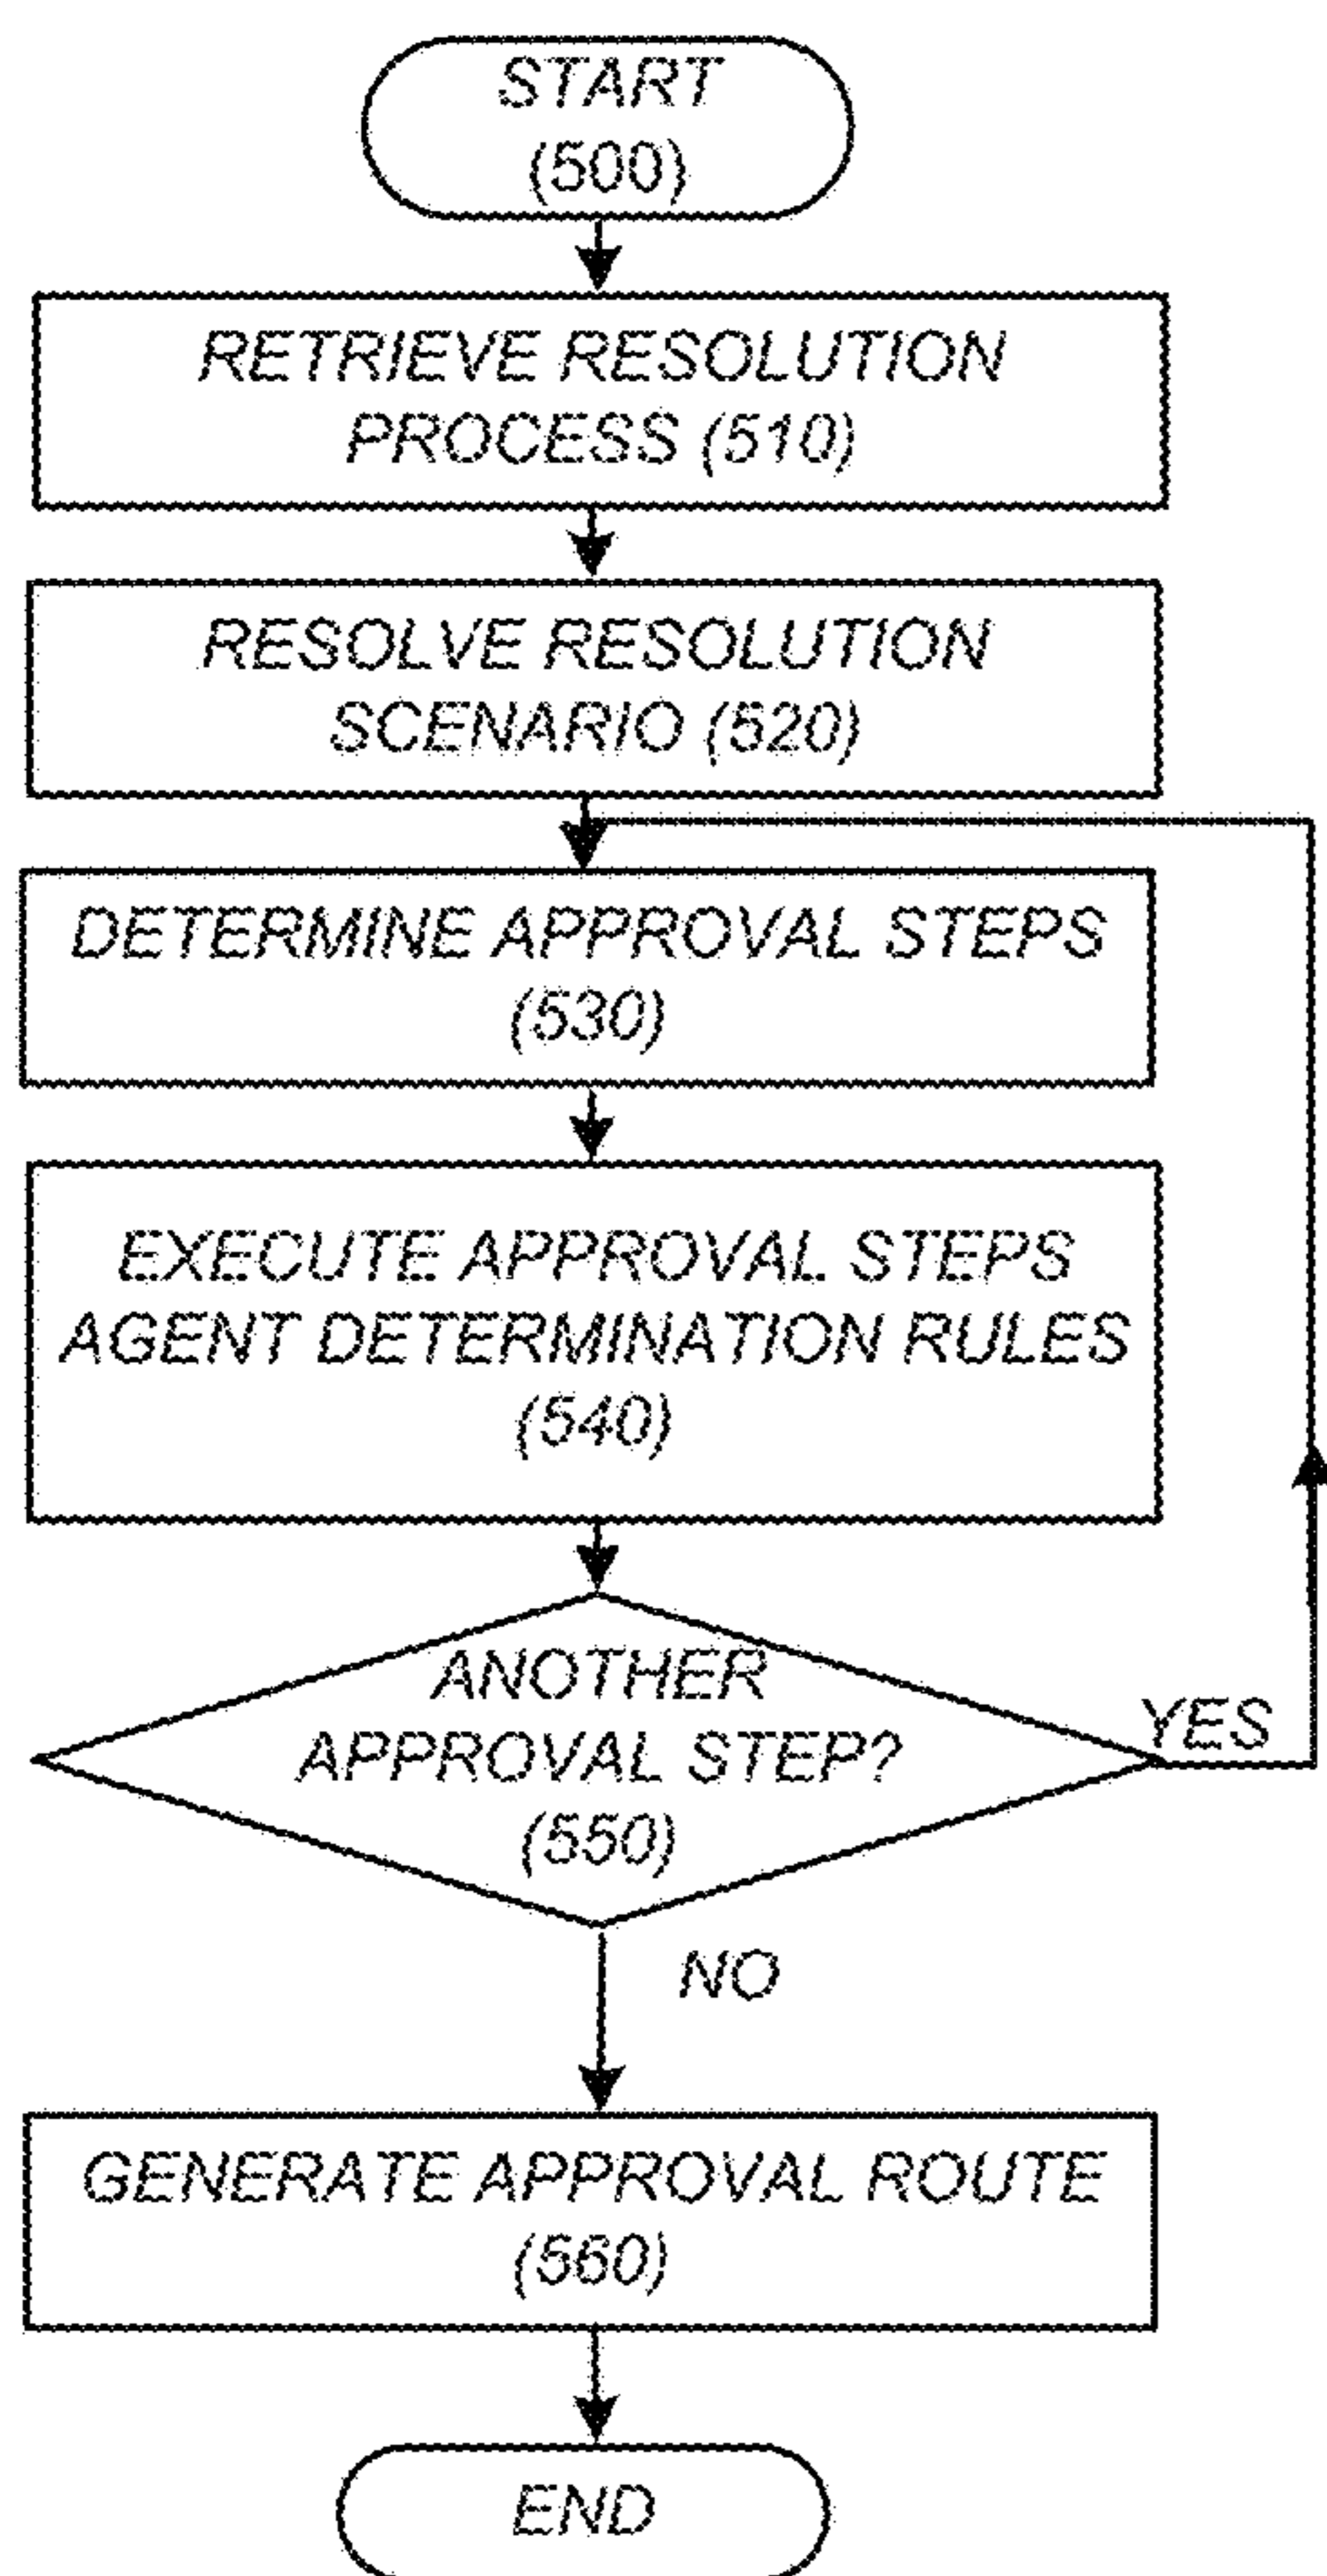 START
(500)
RETRIEVE RESOLUTION
PROCESS (510)
RESOLVE RESOLUTION
SCENARIO (520)
DETERMINE APPROVAL STEPS
(530)
EXECUTE APPROVAL STEPS
AGENT DETERMINATION RULES
(540)
ANOTHER
APPROVAL STEP?
(550)
YES
NO
GENERATE APPROVAL ROUTE
(560)
END